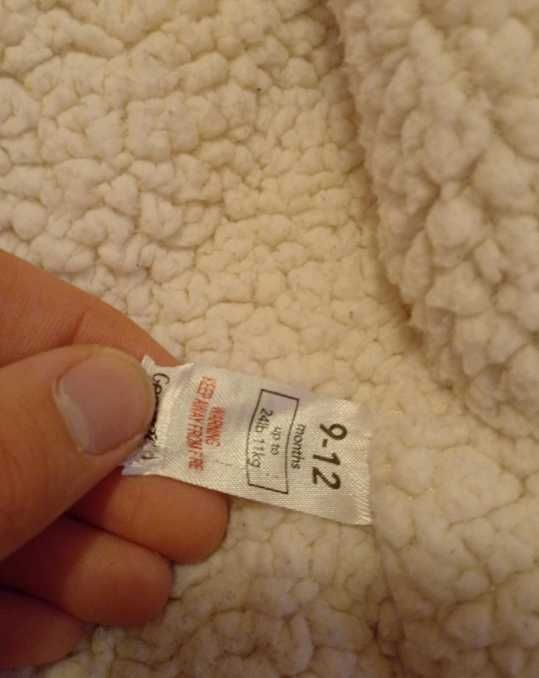 9-12
months
up to
24lb 11kg
WARNING
KEEP AWAY FROM FIRE